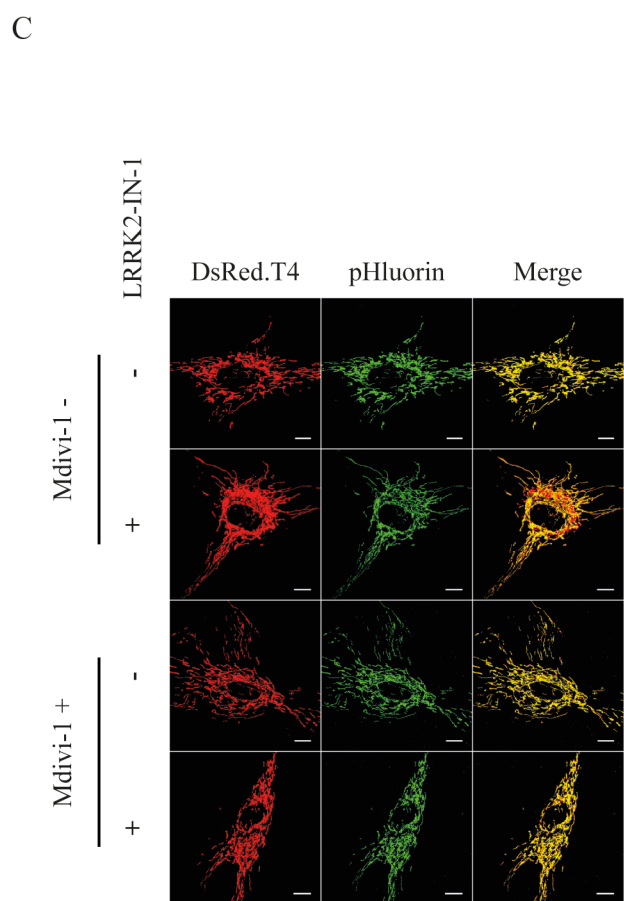 C
LRRK2-IN-1
DsRed.T4 pHluorin Merge
Mdivi-1 -
-
+
Mdivi-1 +
-
+